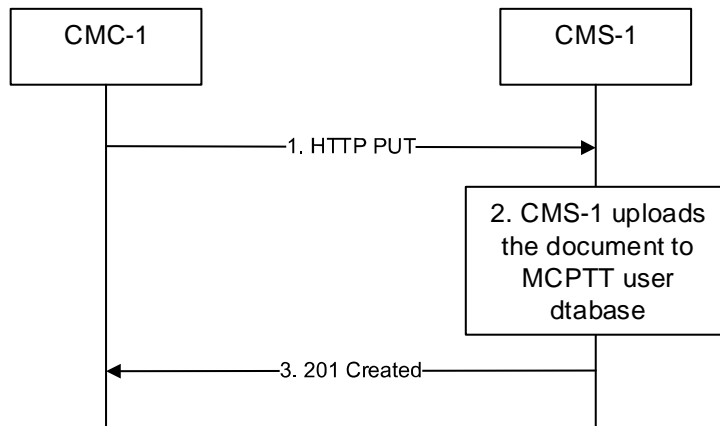 CMC-1
CMS-1
1. HTTP PUT
2. CMS-1 uploads
the document to
MCPTT user
dtabase
3. 201 Created